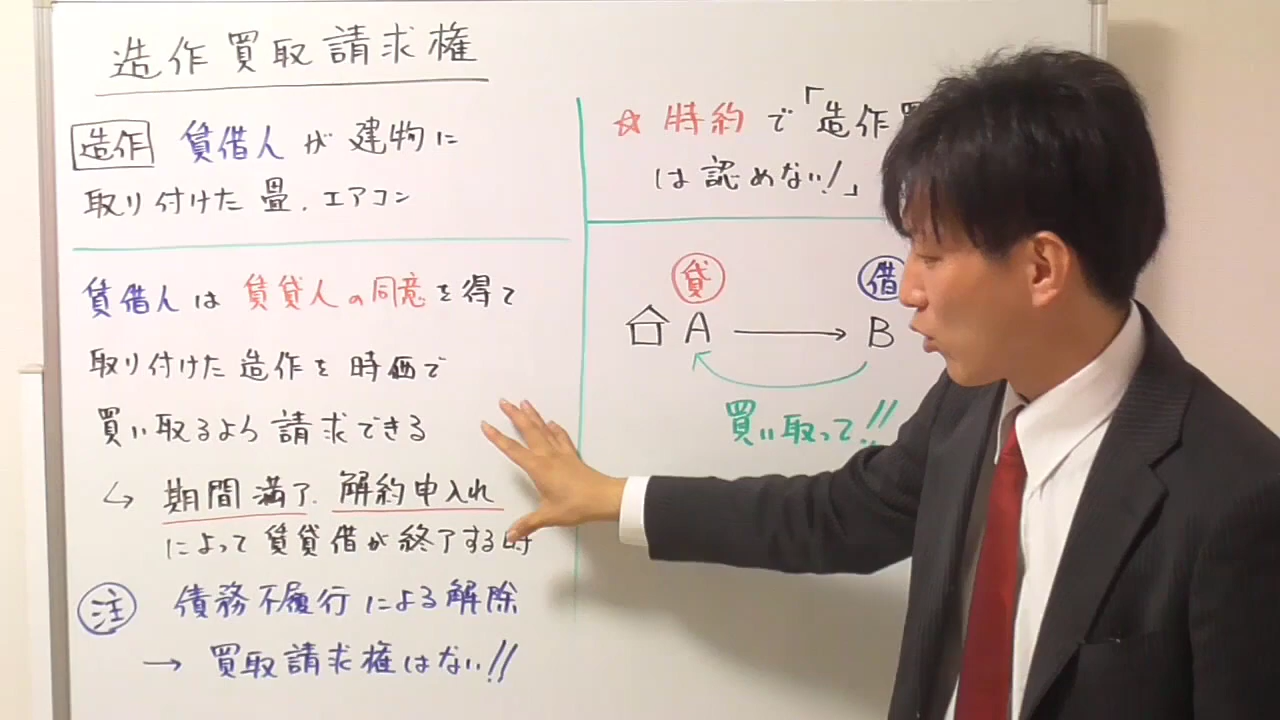 造作買取請求権
造作 賃借人が建物に
取り付けた畳、エアコン
賃借人は賃貸人の同意を得て
取り付けた造作を時価で
買い取るよう請求できる
↳ 期間満了、解約申入れ
によって賃貸借が終了する時
注 債務不履行による解除
→ 買取請求権はない!!
☆ 特約で「造作買
は認めない!」
貸 借
A → B
買い取って!!